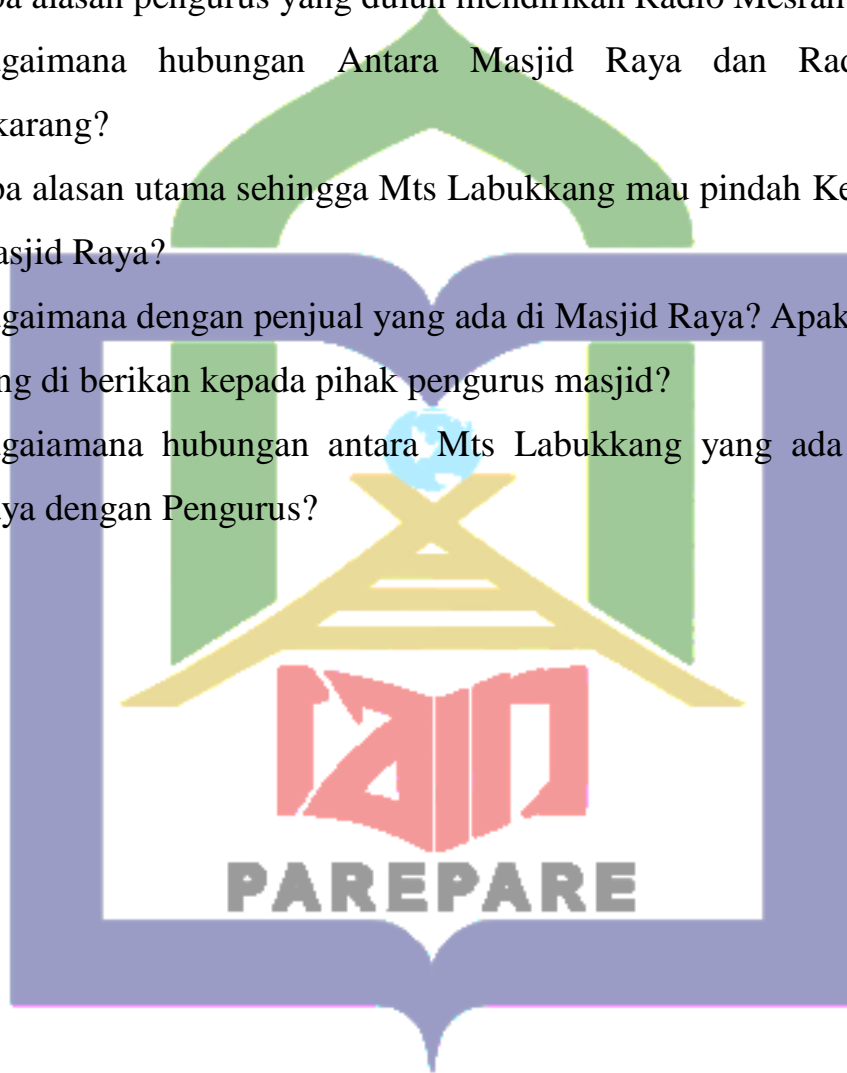 pa alasan pengurus yang mendirikan Radio
gaimana hubungan Antara Masjid Raya dan Rad
karang?
pa alasan utama sehingga Mts Labukkang mau pindah Ke
asjid Raya?
gaimana dengan penjual yang ada di Masjid Raya? Apak
ng di berikan kepada pihak pengurus masjid?
gaiamana hubungan antara Mts Labukkang yang ada
ya dengan Pengurus?
iain
PAREPARE